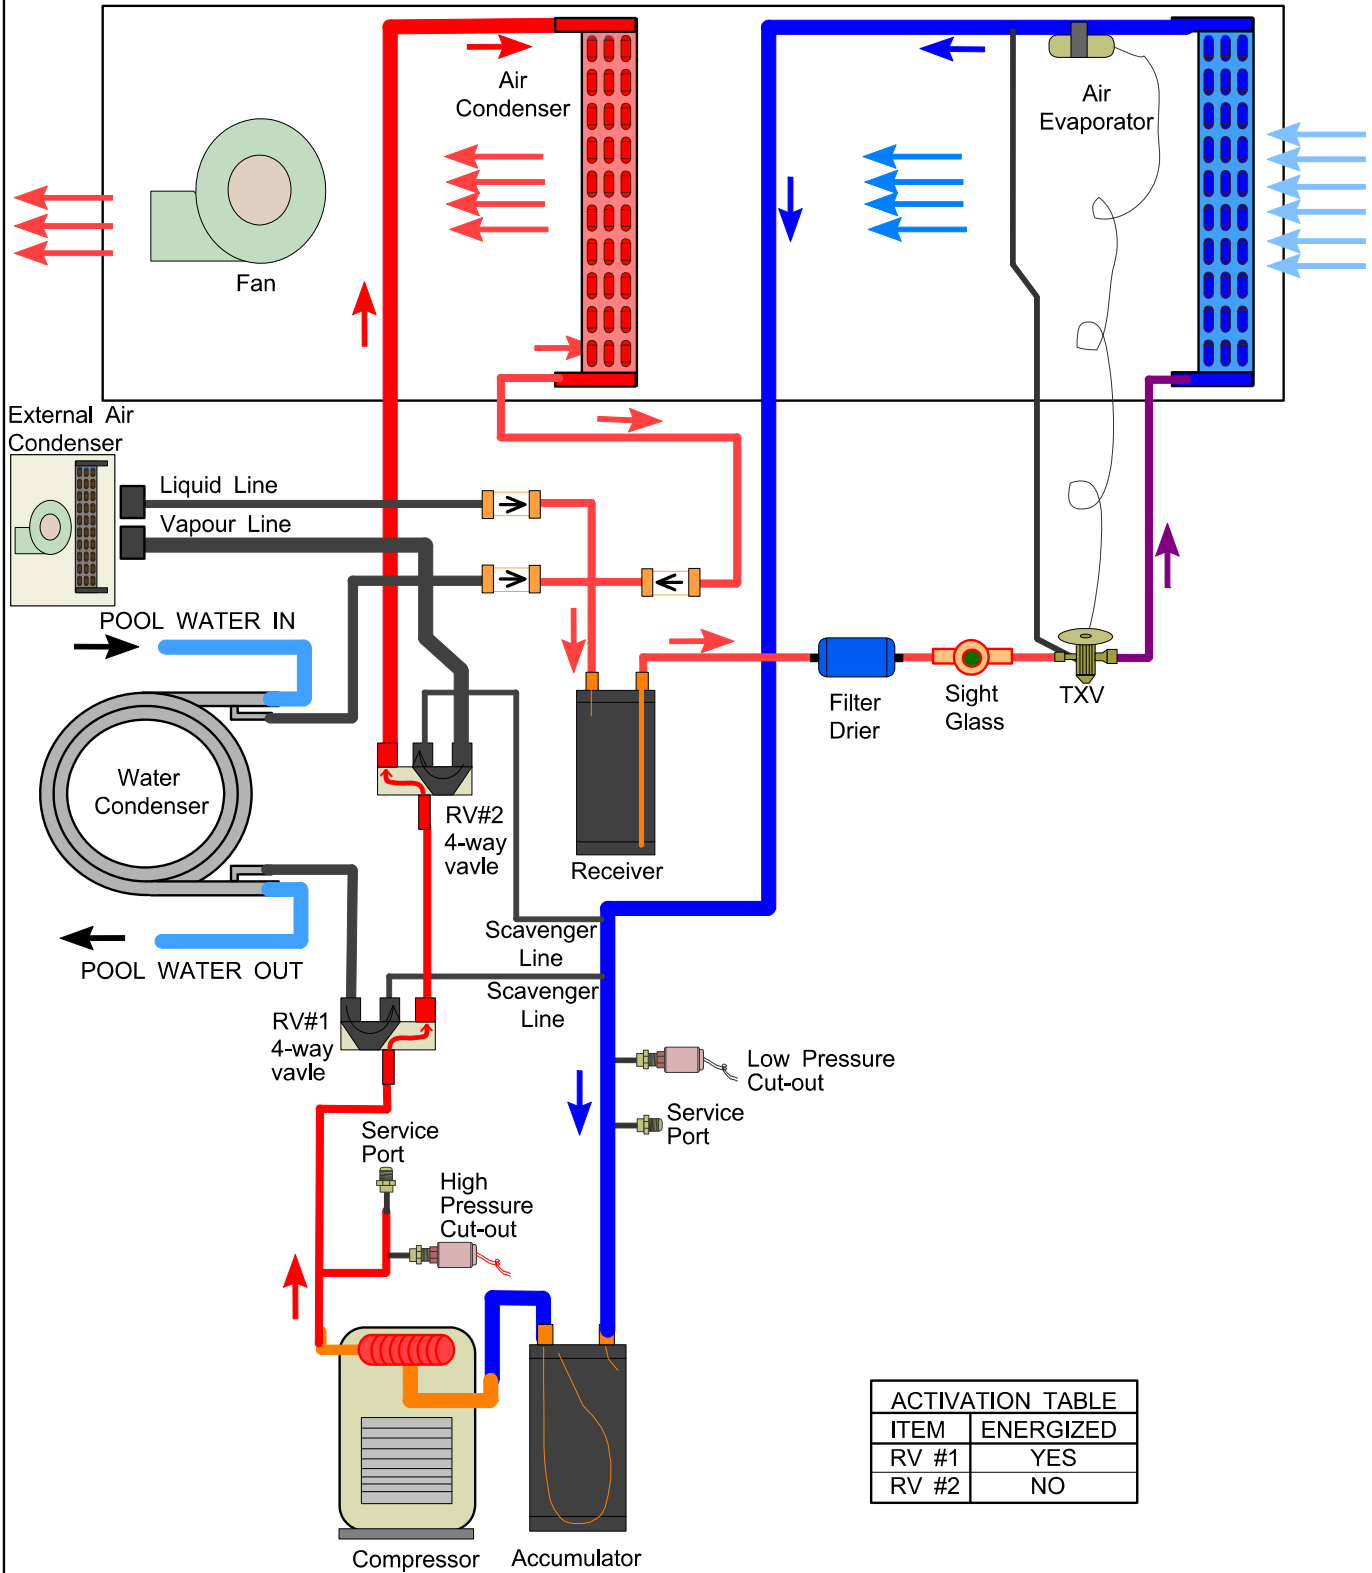 Air
Condenser
Air
Evaporator
Fan
External Air
Condenser
Liquid Line
Vapour Line
POOL WATER IN
Water
Condenser
POOL WATER OUT
RV#2
4-way
vavle
Receiver
Filter
Drier
Sight
Glass
TXV
Scavenger
Line
Scavenger
Line
RV#1
4-way
vavle
Low Pressure
Cut-out
Service
Port
Service
Port
High
Pressure
Cut-out
Compressor
Accumulator
ACTIVATION TABLE
ITEM ENERGIZED
RV #1 YES
RV #2 NO